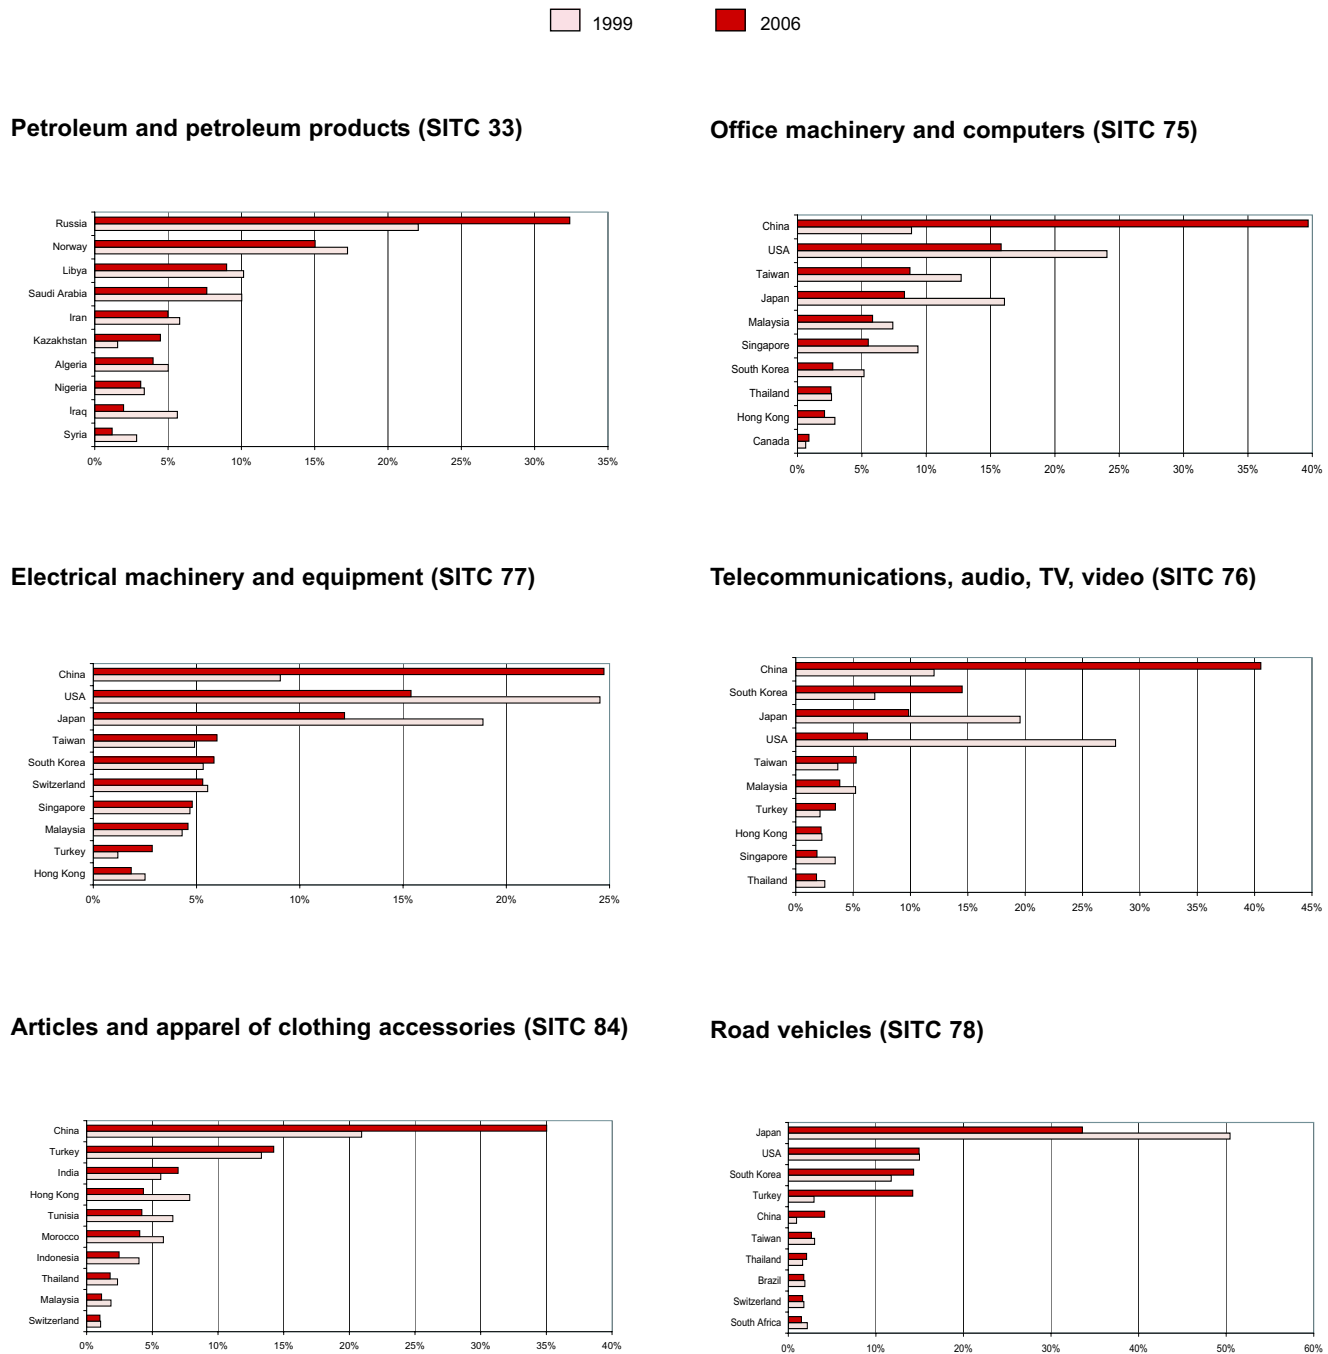 1999 2006
Petroleum and petroleum products (SITC 33)
Russia
Norway
Libya
Saudi Arabia
Iran
Kazakhstan
Algeria
Nigeria
Iraq
Syria
0% 5% 10% 15% 20% 25% 30% 35%
Office machinery and computers (SITC 75)
China
USA
Taiwan
Japan
Malaysia
Singapore
South Korea
Thailand
Hong Kong
Canada
0% 5% 10% 15% 20% 25% 30% 35% 40%
Electrical machinery and equipment (SITC 77)
China
USA
Japan
Taiwan
South Korea
Switzerland
Singapore
Malaysia
Turkey
Hong Kong
0% 5% 10% 15% 20% 25%
Telecommunications, audio, TV, video (SITC 76)
China
South Korea
Japan
USA
Taiwan
Malaysia
Turkey
Hong Kong
Singapore
Thailand
0% 5% 10% 15% 20% 25% 30% 35% 40% 45%
Articles and apparel of clothing accessories (SITC 84)
China
Turkey
India
Hong Kong
Tunisia
Morocco
Indonesia
Thailand
Malaysia
Switzerland
0% 5% 10% 15% 20% 25% 30% 35% 40%
Road vehicles (SITC 78)
Japan
USA
South Korea
Turkey
China
Taiwan
Thailand
Brazil
Switzerland
South Africa
0% 10% 20% 30% 40% 50% 60%